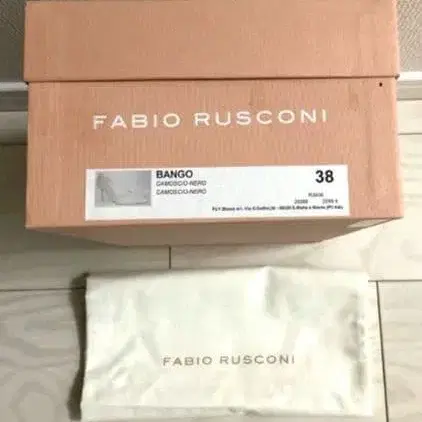 FABIO RUSCONI
BANGO
38
CAMOSCIO-NERO
CAMOSCIO-NERO
FABIO RUSCONI